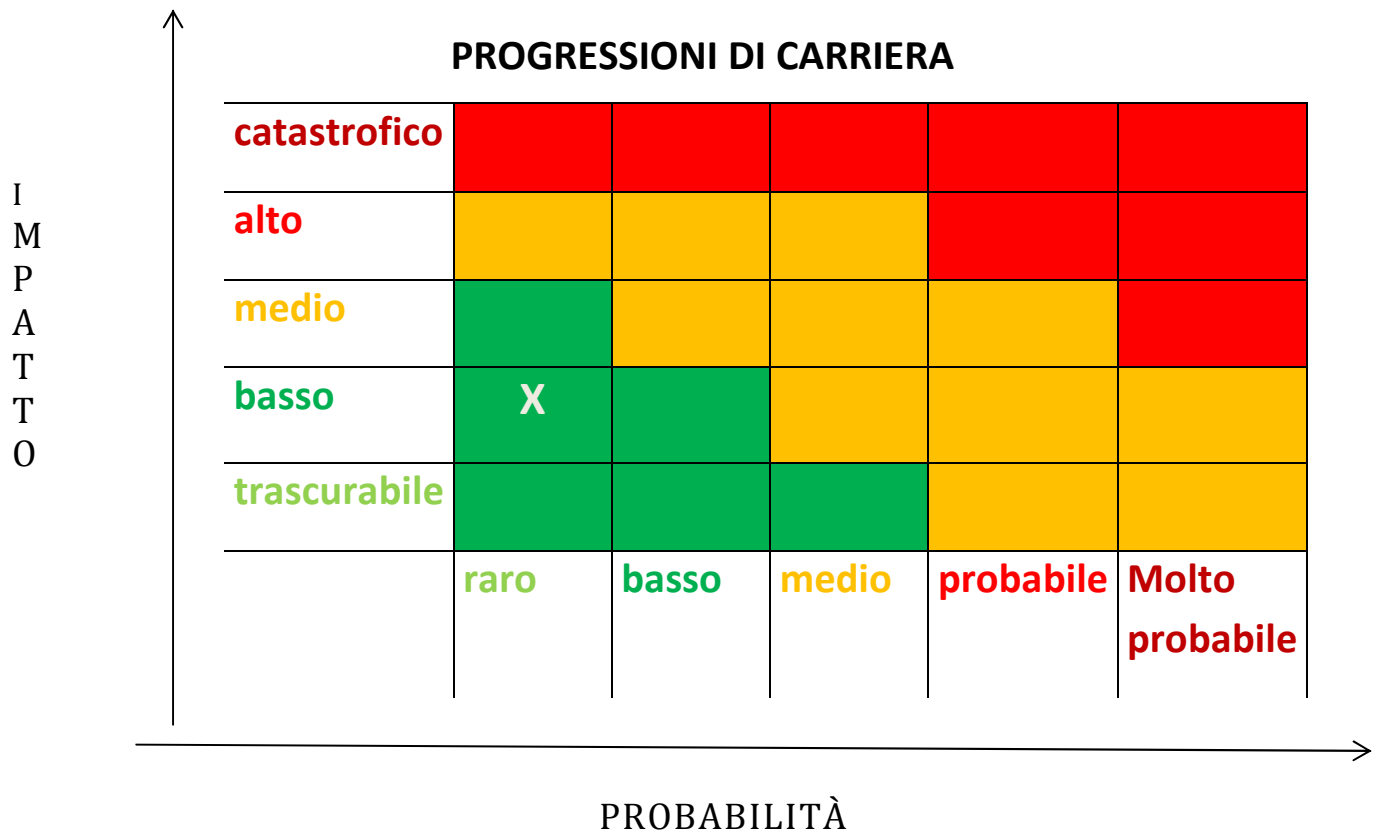 PROGRESSIONI DI CARRIERA
I
M
P
A
T
T
O
catastrofico
alto
medio
basso X
trascurabile
raro basso medio probabile Molto
probabile
PROBABILITÀ